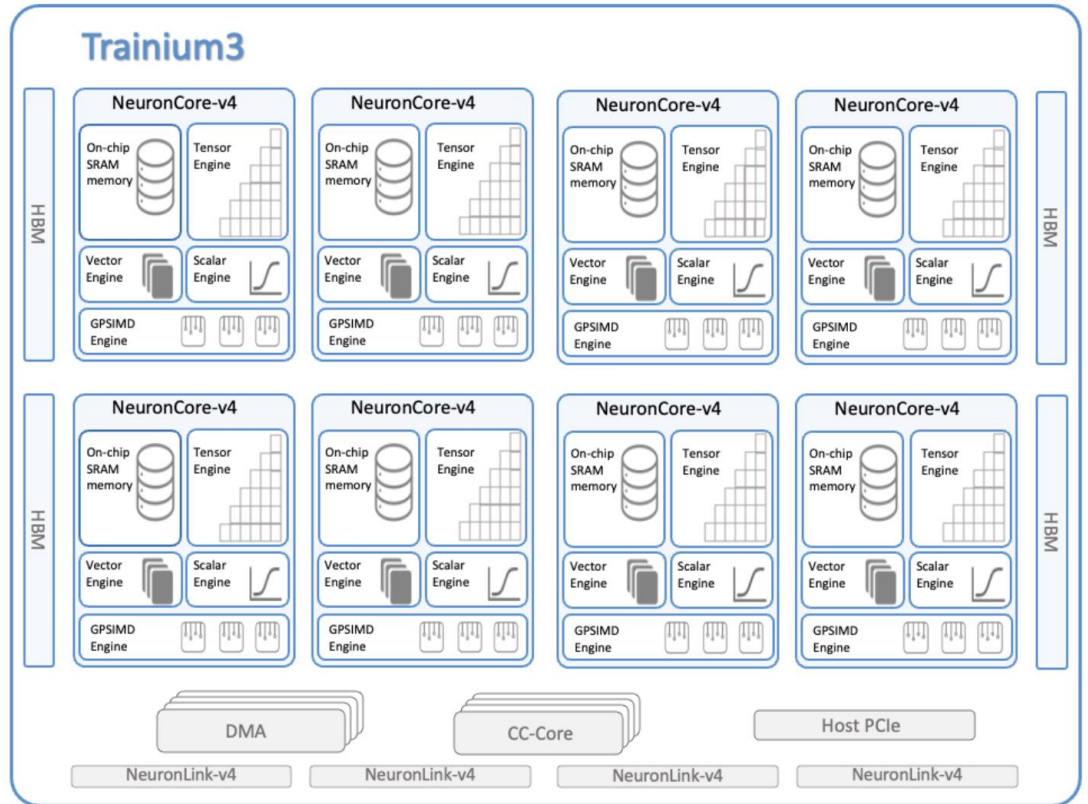 Trainium3
HBM
NeuronCore-v4
On-chip
SRAM
memory
Tensor
Engine
Vector
Engine
Scalar
Engine
GPSIMD
Engine
NeuronCore-v4
On-chip
SRAM
memory
Tensor
Engine
Vector
Engine
Scalar
Engine
GPSIMD
Engine
NeuronCore-v4
On-chip
SRAM
memory
Tensor
Engine
Vector
Engine
Scalar
Engine
GPSIMD
Engine
NeuronCore-v4
On-chip
SRAM
memory
Tensor
Engine
Vector
Engine
Scalar
Engine
GPSIMD
Engine
HBM
HBM
NeuronCore-v4
On-chip
SRAM
memory
Tensor
Engine
Vector
Engine
Scalar
Engine
GPSIMD
Engine
NeuronCore-v4
On-chip
SRAM
memory
Tensor
Engine
Vector
Engine
Scalar
Engine
GPSIMD
Engine
NeuronCore-v4
On-chip
SRAM
memory
Tensor
Engine
Vector
Engine
Scalar
Engine
GPSIMD
Engine
NeuronCore-v4
On-chip
SRAM
memory
Tensor
Engine
Vector
Engine
Scalar
Engine
GPSIMD
Engine
HBM
DMA
CC-Core
Host PCIe
NeuronLink-v4
NeuronLink-v4
NeuronLink-v4
NeuronLink-v4